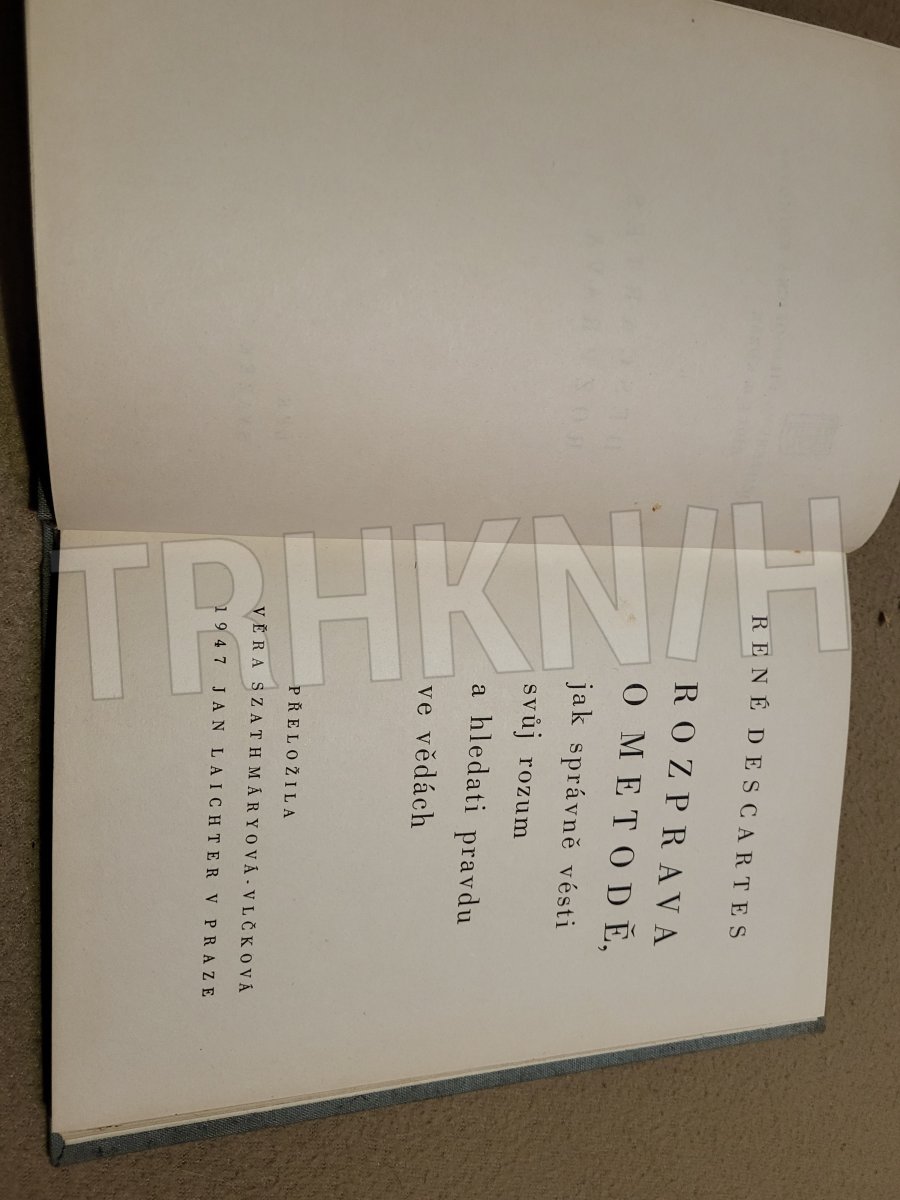 RENÉ DESCARTES
ROZPRAVA
O METODĚ,
jak správně vésti
svůj rozum
a hledati pravdu
ve vědách
PŘELOŽILA
VĚRA SZATHMÁRYOVÁ-VLČKOVÁ
1947 JAN LAICHTER V PRAZE
TRHKN/H